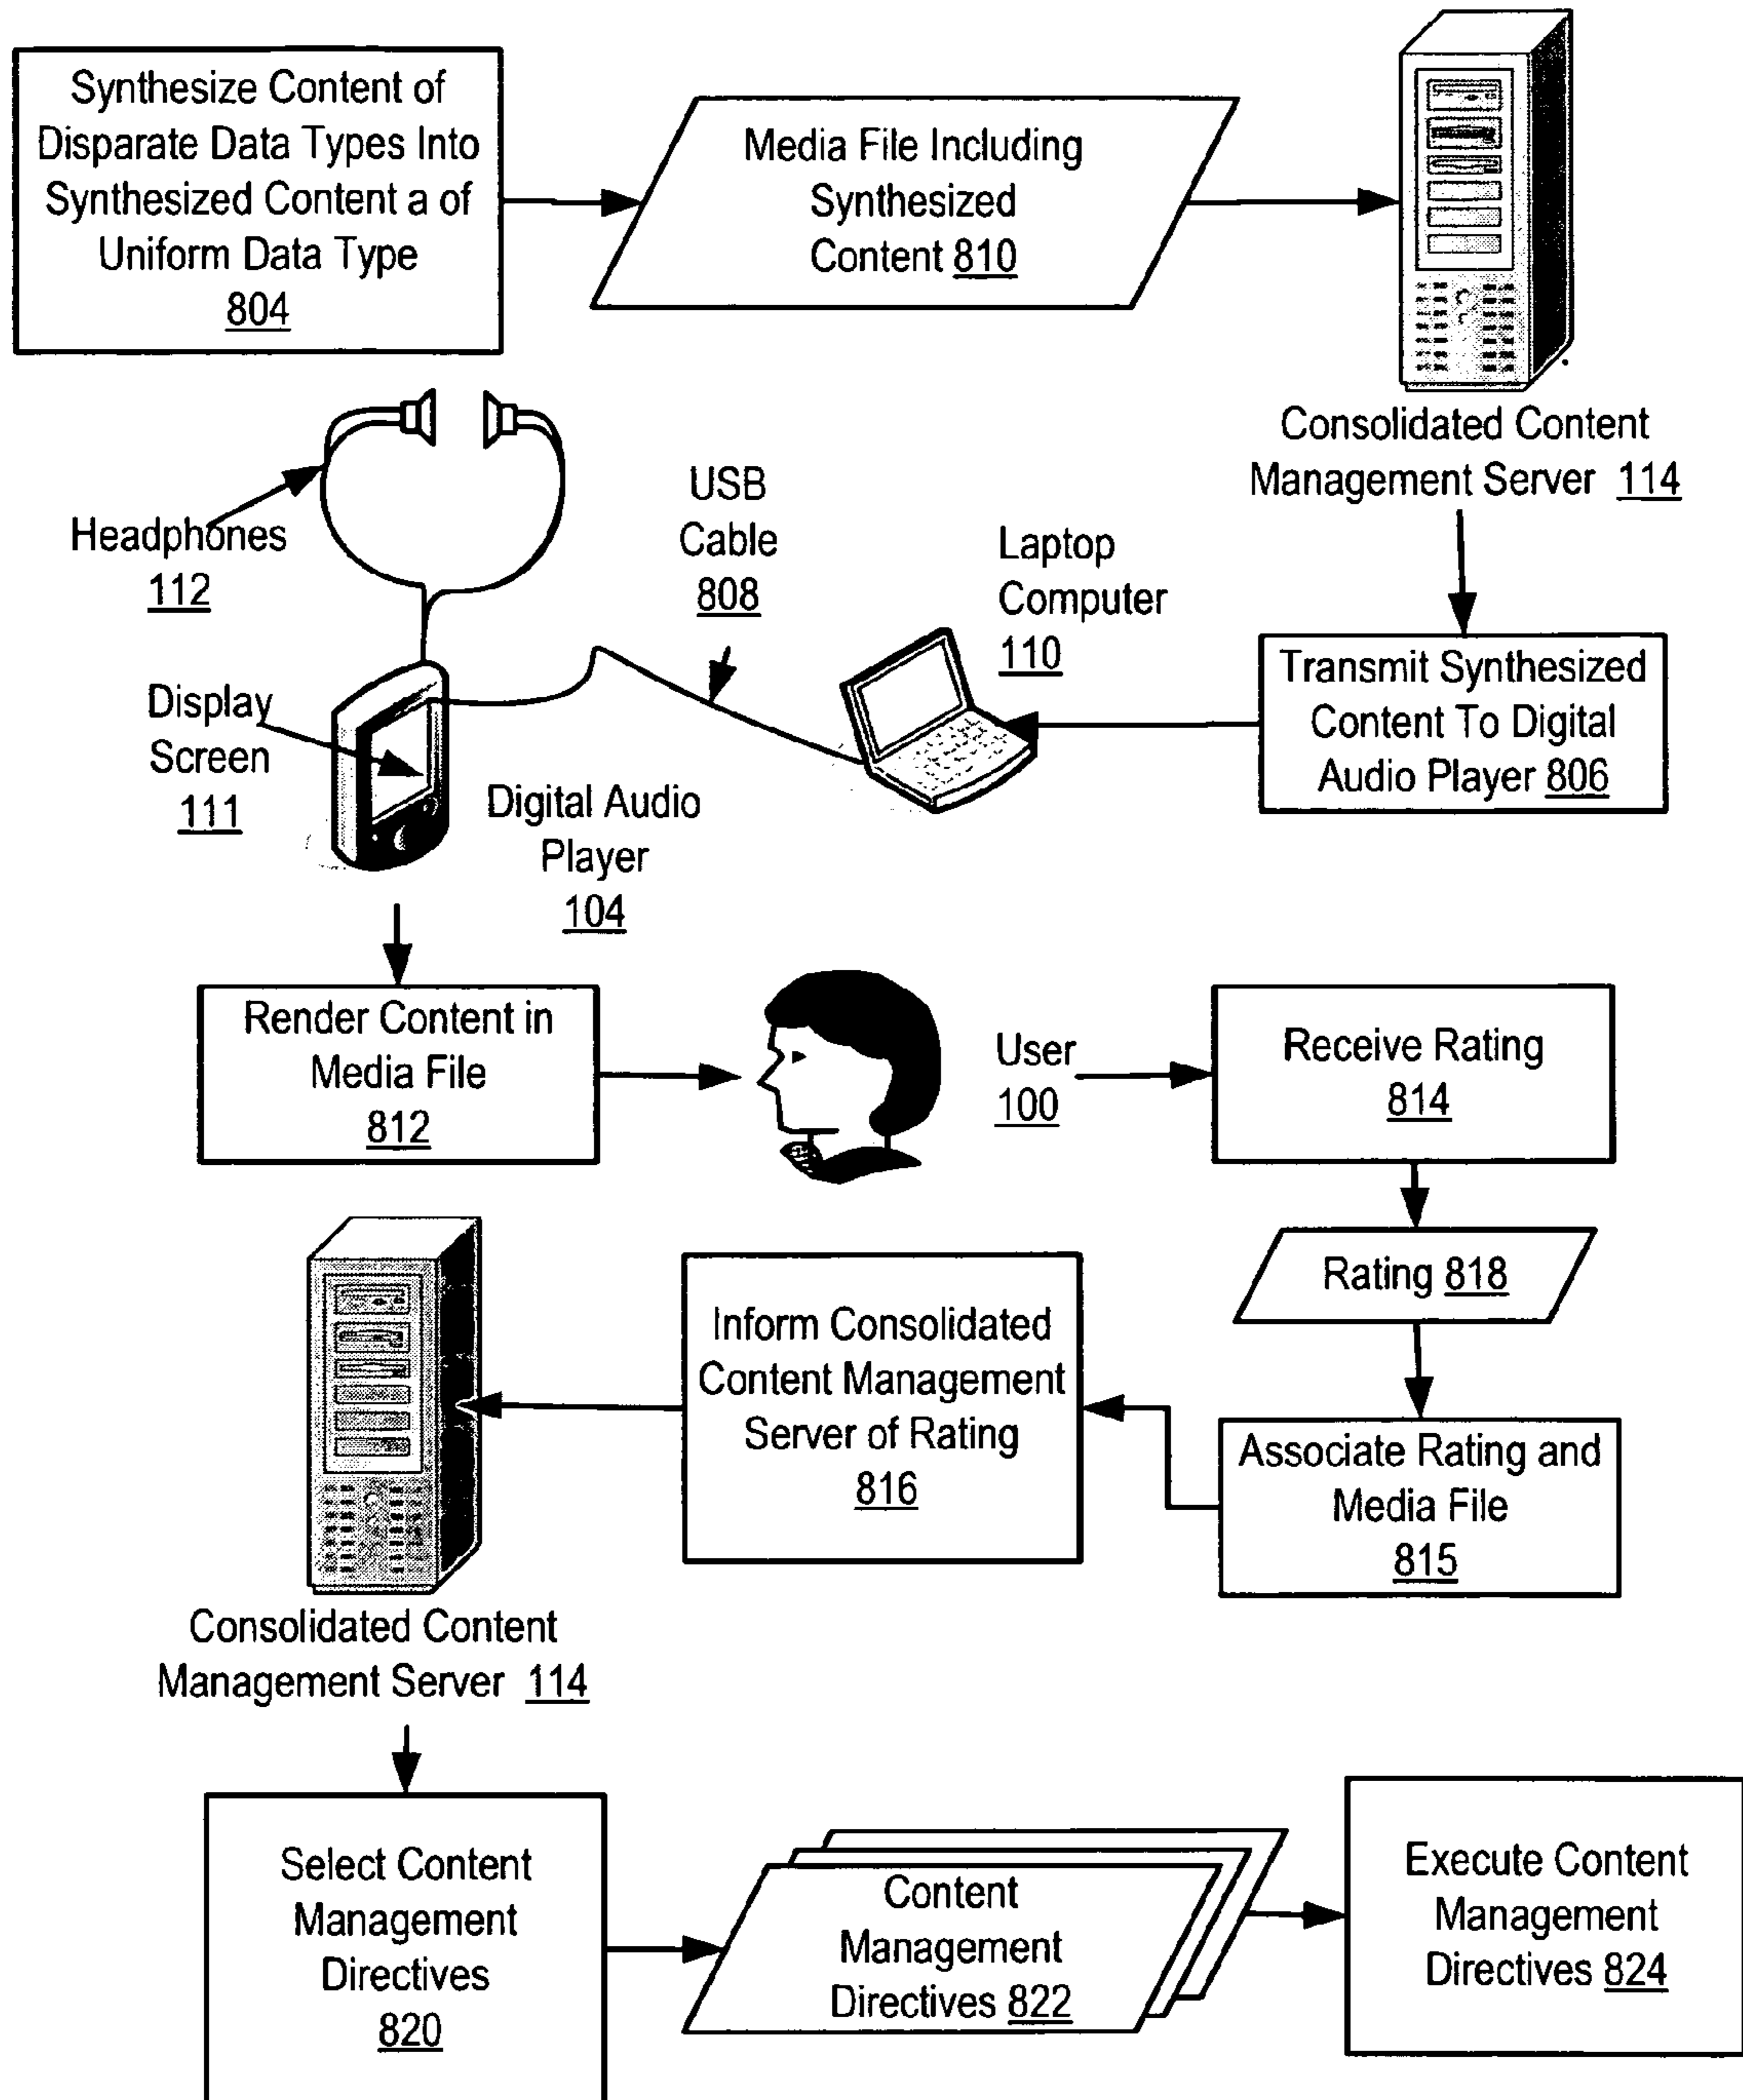 Synthesize Content of
Disparate Data Types Into
Synthesized Content a of
Uniform Data Type
804
Media File Including
Synthesized
Content 810
Consolidated Content
Management Server 114
Headphones
112
USB
Cable
808
Laptop
Computer
110
Transmit Synthesized
Content To Digital
Audio Player 806
Display
Screen
111
Digital Audio
Player
104
Render Content in
Media File
812
User
100
Receive Rating
814
Rating 818
Associate Rating and
Media File
815
Inform Consolidated
Content Management
Server of Rating
816
Consolidated Content
Management Server 114
Select Content
Management
Directives
820
Content
Management
Directives 822
Execute Content
Management
Directives 824